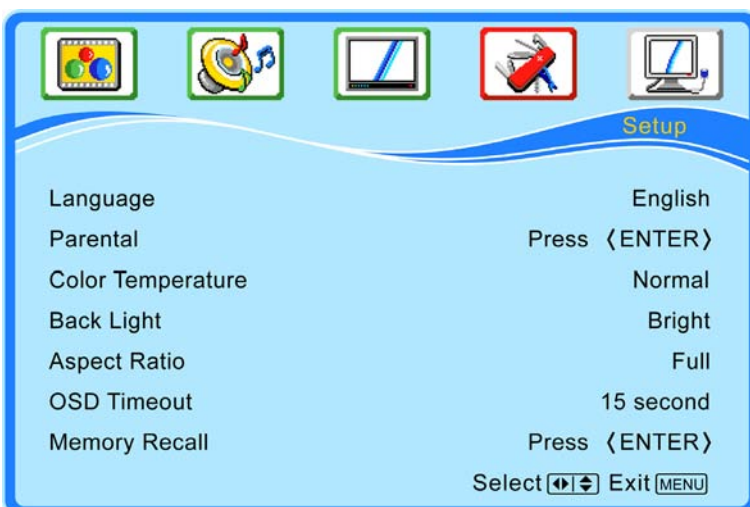 Setup
Language English
Parental Press 〈ENTER〉
Color Temperature Normal
Back Light Bright
Aspect Ratio Full
OSD Timeout 15 second
Memory Recall Press 〈ENTER〉
Select Exit MENU